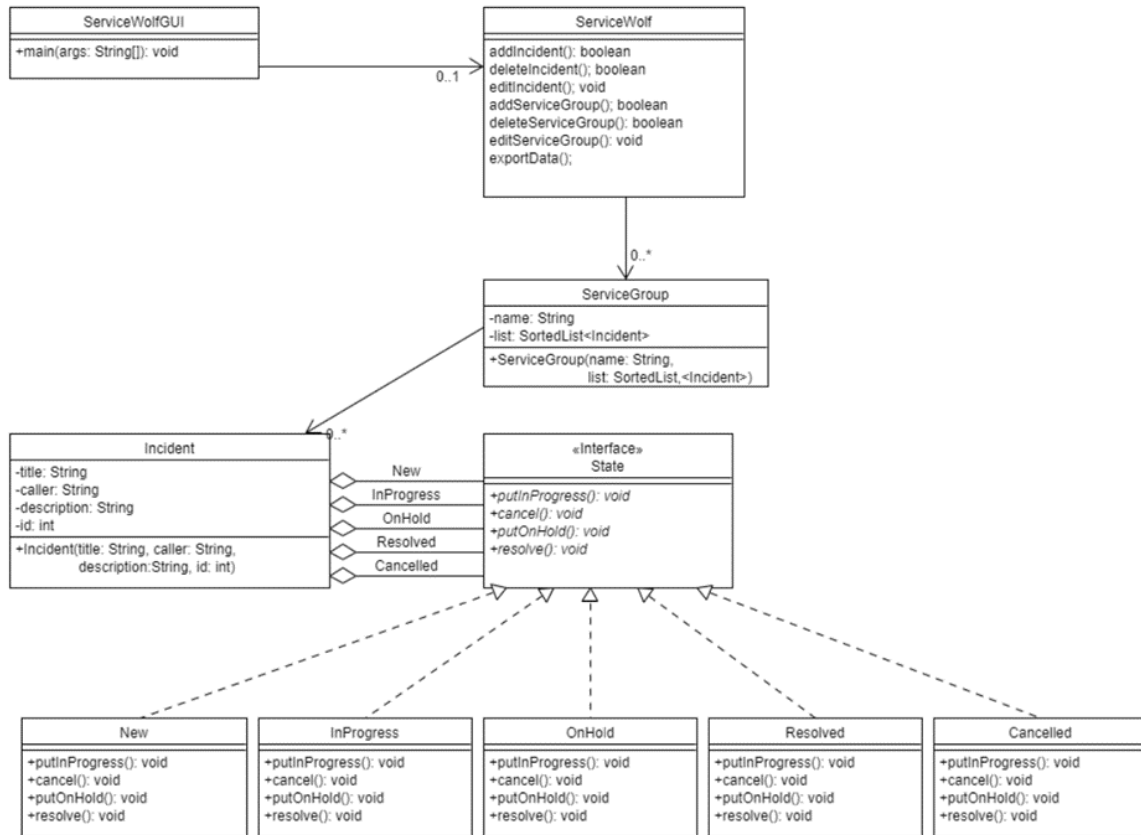 ServiceWolfGUI
+main(args: String[]): void
0..1
ServiceWolf
addIncident(): boolean
deleteIncident(); boolean
editIncident(); void
addServiceGroup(); boolean
deleteServiceGroup(): boolean
editServiceGroup(): void
exportData();
0..*
ServiceGroup
-name: String
-list: SortedList<Incident>
+ServiceGroup(name: String,
list: SortedList,<Incident>)
0..*
Incident
-title: String
-caller: String
-description: String
-id: int
+Incident(title: String, caller: String,
description:String, id: int)
New
InProgress
OnHold
Resolved
Cancelled
«Interface»
State
+putInProgress(): void
+cancel(): void
+putOnHold(): void
+resolve(): void
New
+putInProgress(): void
+cancel(): void
+putOnHold(): void
+resolve(): void
InProgress
+putInProgress(): void
+cancel(): void
+putOnHold(): void
+resolve(): void
OnHold
+putInProgress(): void
+cancel(): void
+putOnHold(): void
+resolve(): void
Resolved
+putInProgress(): void
+cancel(): void
+putOnHold(): void
+resolve(): void
Cancelled
+putInProgress(): void
+cancel(): void
+putOnHold(): void
+resolve(): void